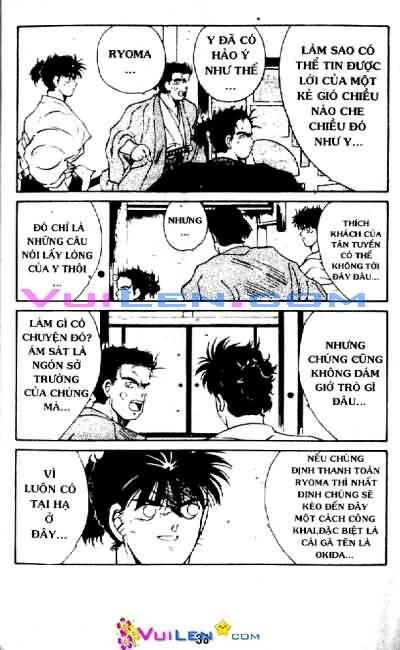 RYOMA
...
Y ĐÃ CÓ
HẢO Ý
NHƯ THẾ
...
LÀM SAO CÓ
THỂ TIN ĐƯỢC
LỜI CỦA MỘT
KẺ GIÓ CHIỀU
NÀO CHE
CHIỀU ĐÓ
NHƯ Y...
ĐÓ CHỈ LÀ
NHỮNG CÂU
NÓI LẤY LÒNG
CỦA Y THÔI
...
NHƯNG
...
THÍCH
KHÁCH CỦA
TÂN TUYỂN
CÓ THỂ
KHÔNG TỚI
ĐÂY ĐÂU...
VUILEN.COM
LÀM GÌ CÓ
CHUYỆN ĐÓ?
ÁM SÁT LÀ
NGÓN SỞ
TRƯỜNG
CỦA CHÚNG
MÀ...
NHƯNG
CHÚNG CŨNG
KHÔNG DÁM
GIỞ TRÒ GÌ
ĐÂU...
VÌ
LUÔN CÓ
TẠI HẠ
Ở
ĐÂY...
NẾU CHÚNG
ĐỊNH THANH TOÁN
RYOMA THÌ NHẤT
ĐỊNH CHÚNG SẼ
KÉO ĐẾN ĐÂY
MỘT CÁCH CÔNG
KHAI,ĐẶC BIỆT LÀ
CÁI GÃ TÊN LÀ
OKIDA...
38
VUILEN.COM